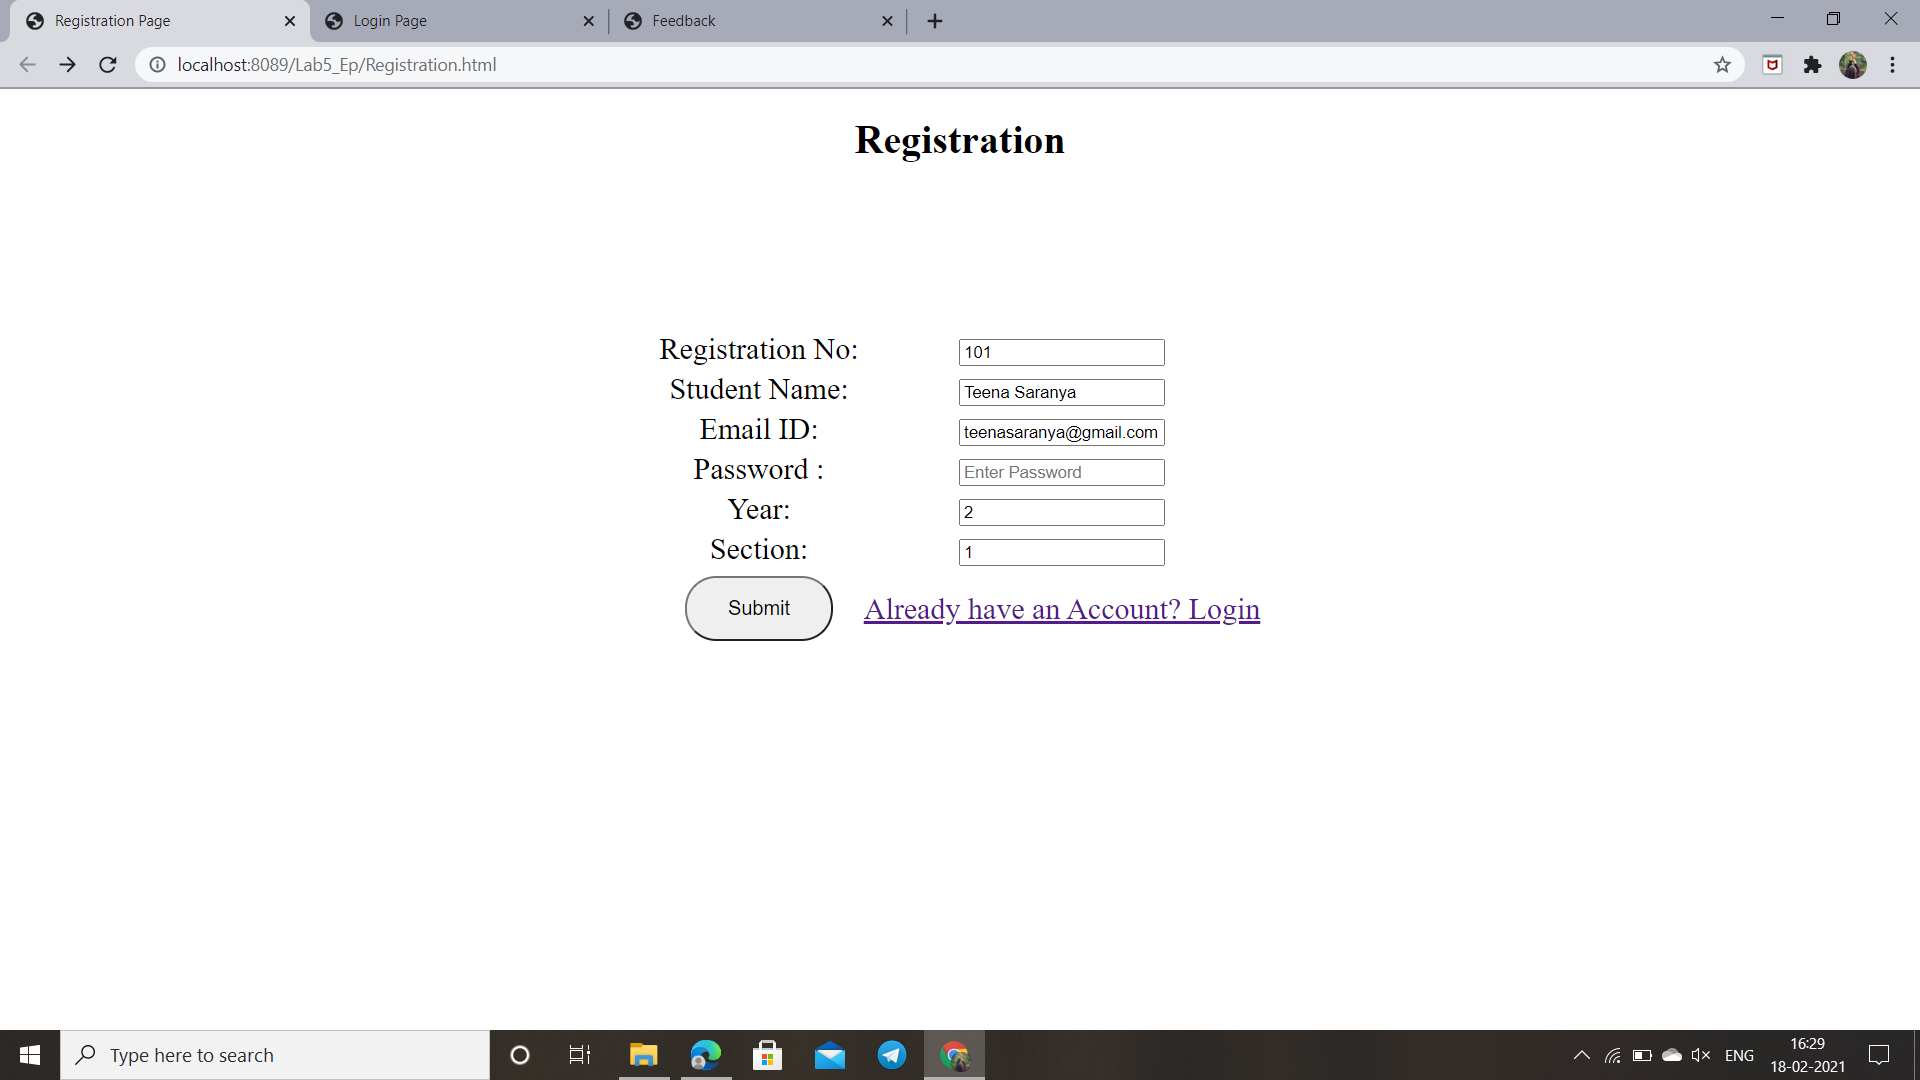 Registration Page
Login Page
Feedback
localhost:8089/Lab5_Ep/Registration.html
Registration
Registration No: 101
Student Name: Teena Saranya
Email ID: teenasaranya@gmail.com
Password : Enter Password
Year: 2
Section: 1
Submit Already have an Account? Login
Type here to search
ENG
16:29
18-02-2021